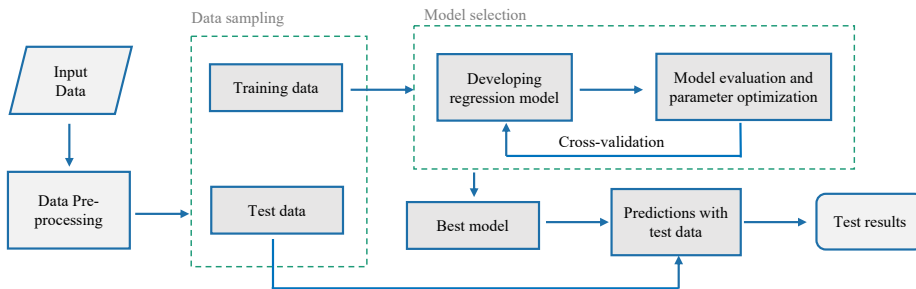 Data sampling
Model selection
Input
Data
Training data
Developing
regression model
Model evaluation and
parameter optimization
Cross-validation
Data Pre-
processing
Test data
Best model
Predictions with
test data
Test results